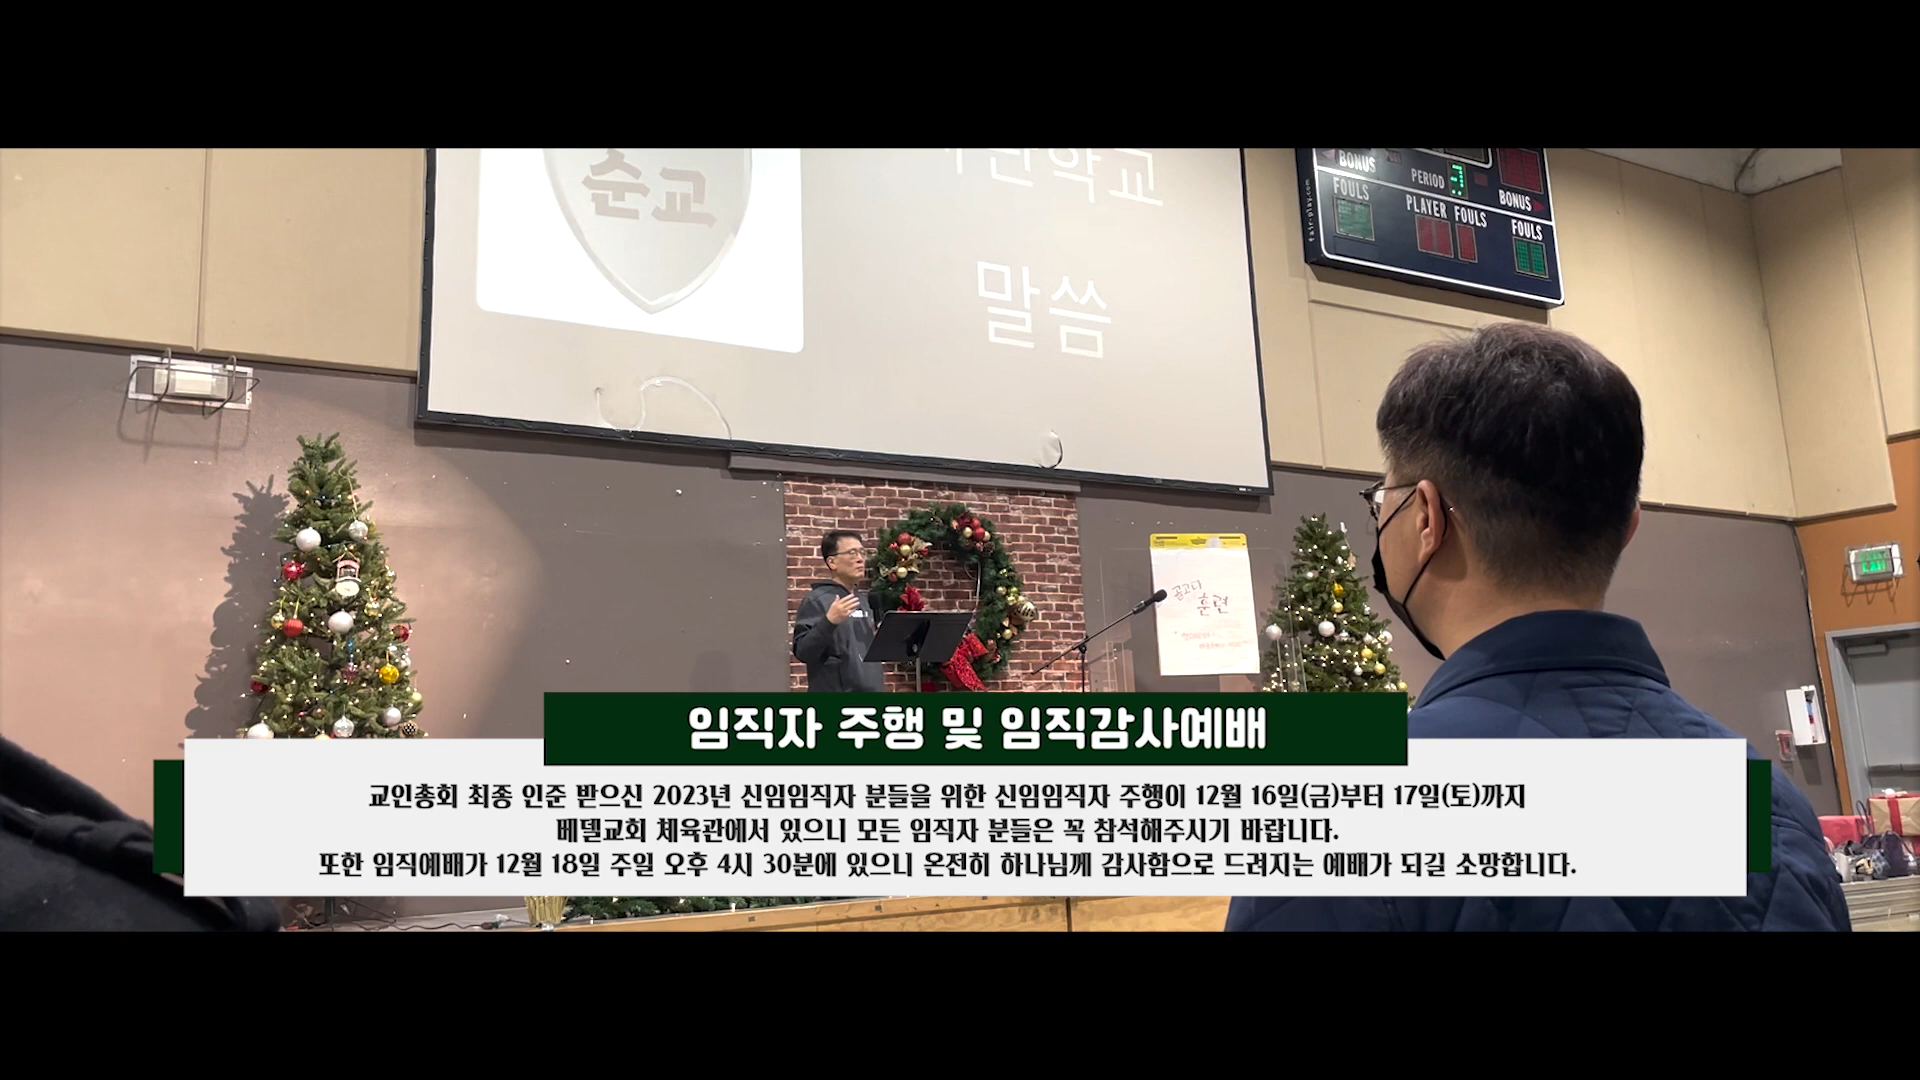 순교
말씀
BONUS
PERIOD
FOULS
PLAYER FOULS
BONUS
FOULS
fair-play.com
골고다
훈련
임직자 주행 및 임직감사예배
교인총회 최종 인준 받으신 2023년 신임임직자 분들을 위한 신임임직자 주행이 12월 16일(금)부터 17일(토)까지
베델교회 체육관에서 있으니 모든 임직자 분들은 꼭 참석해주시기 바랍니다.
또한 임직예배가 12월 18일 주일 오후 4시 30분에 있으니 온전히 하나님께 감사함으로 드려지는 예배가 되길 소망합니다.